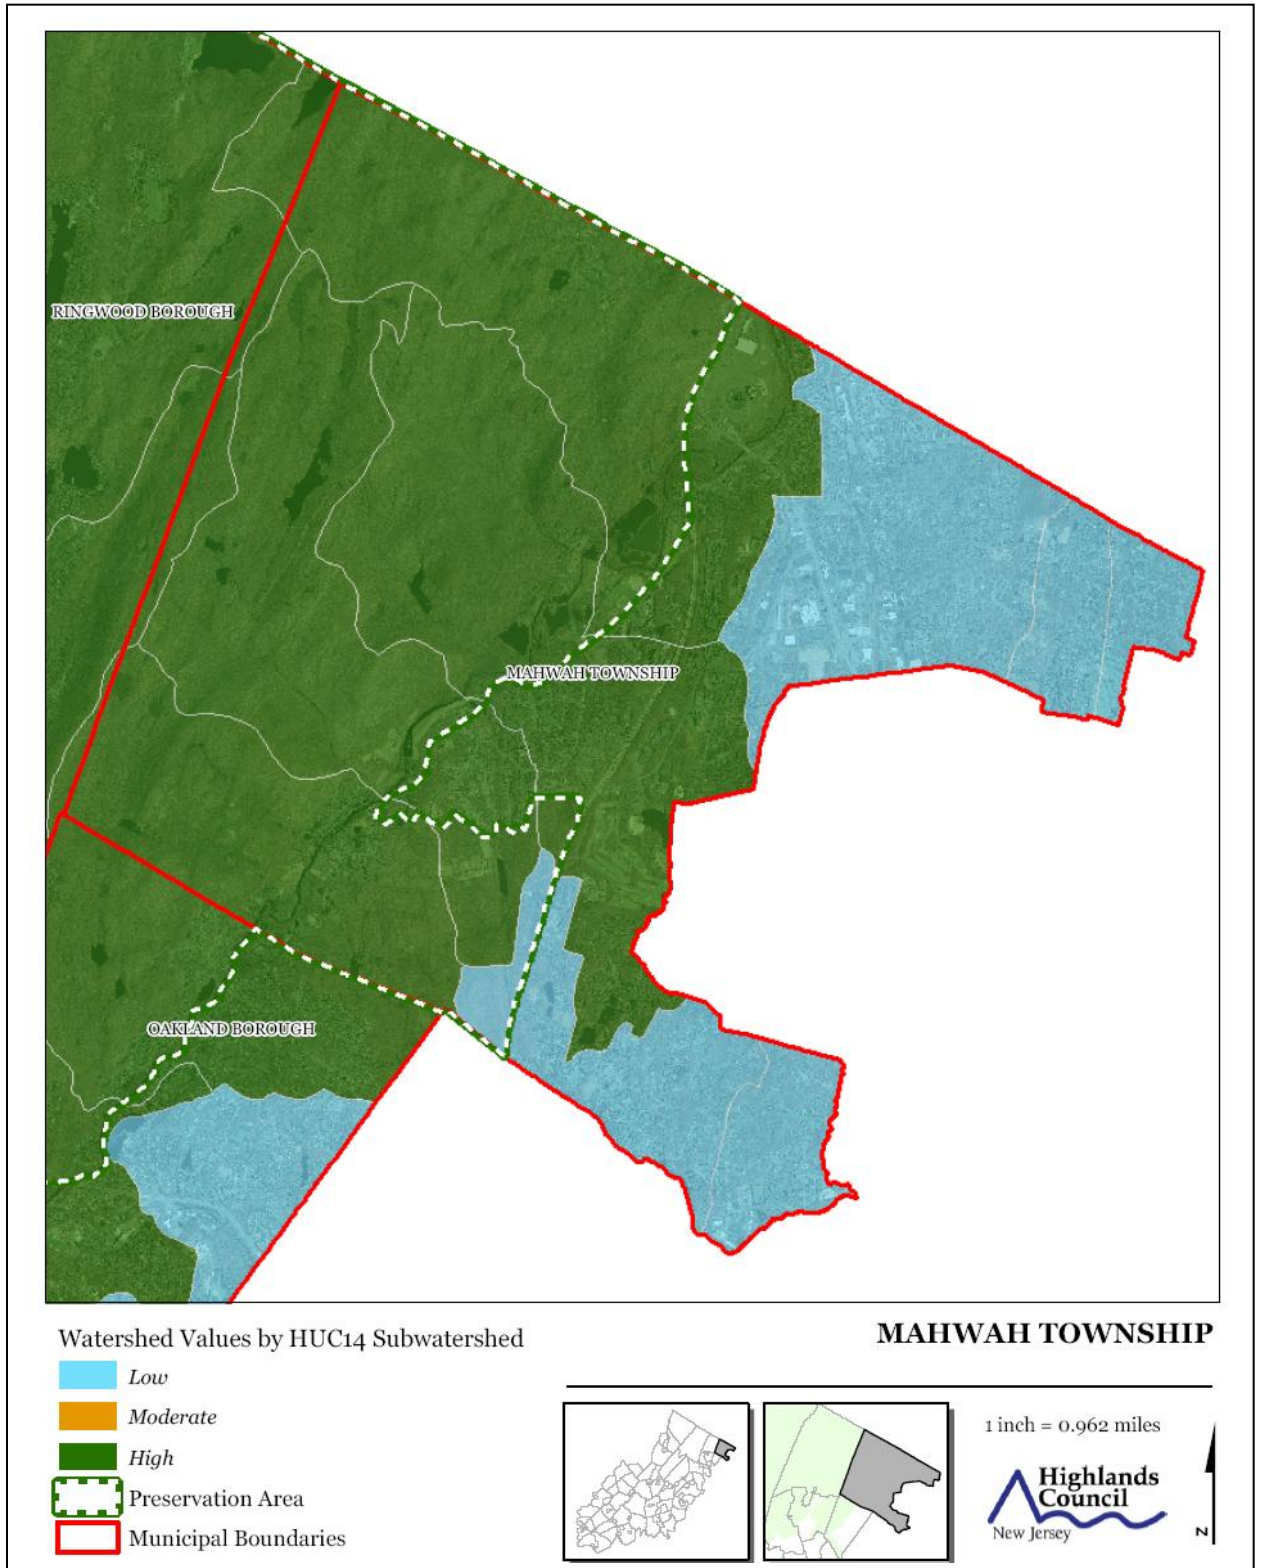 RINGWOOD BOROUGH
MAHWAH TOWNSHIP
OAKLAND BOROUGH
Watershed Values by HUC14 Subwatershed
Low
Moderate
High
Preservation Area
Municipal Boundaries
MAHWAH TOWNSHIP
1 inch = 0.962 miles
Highlands
Council
New Jersey
N